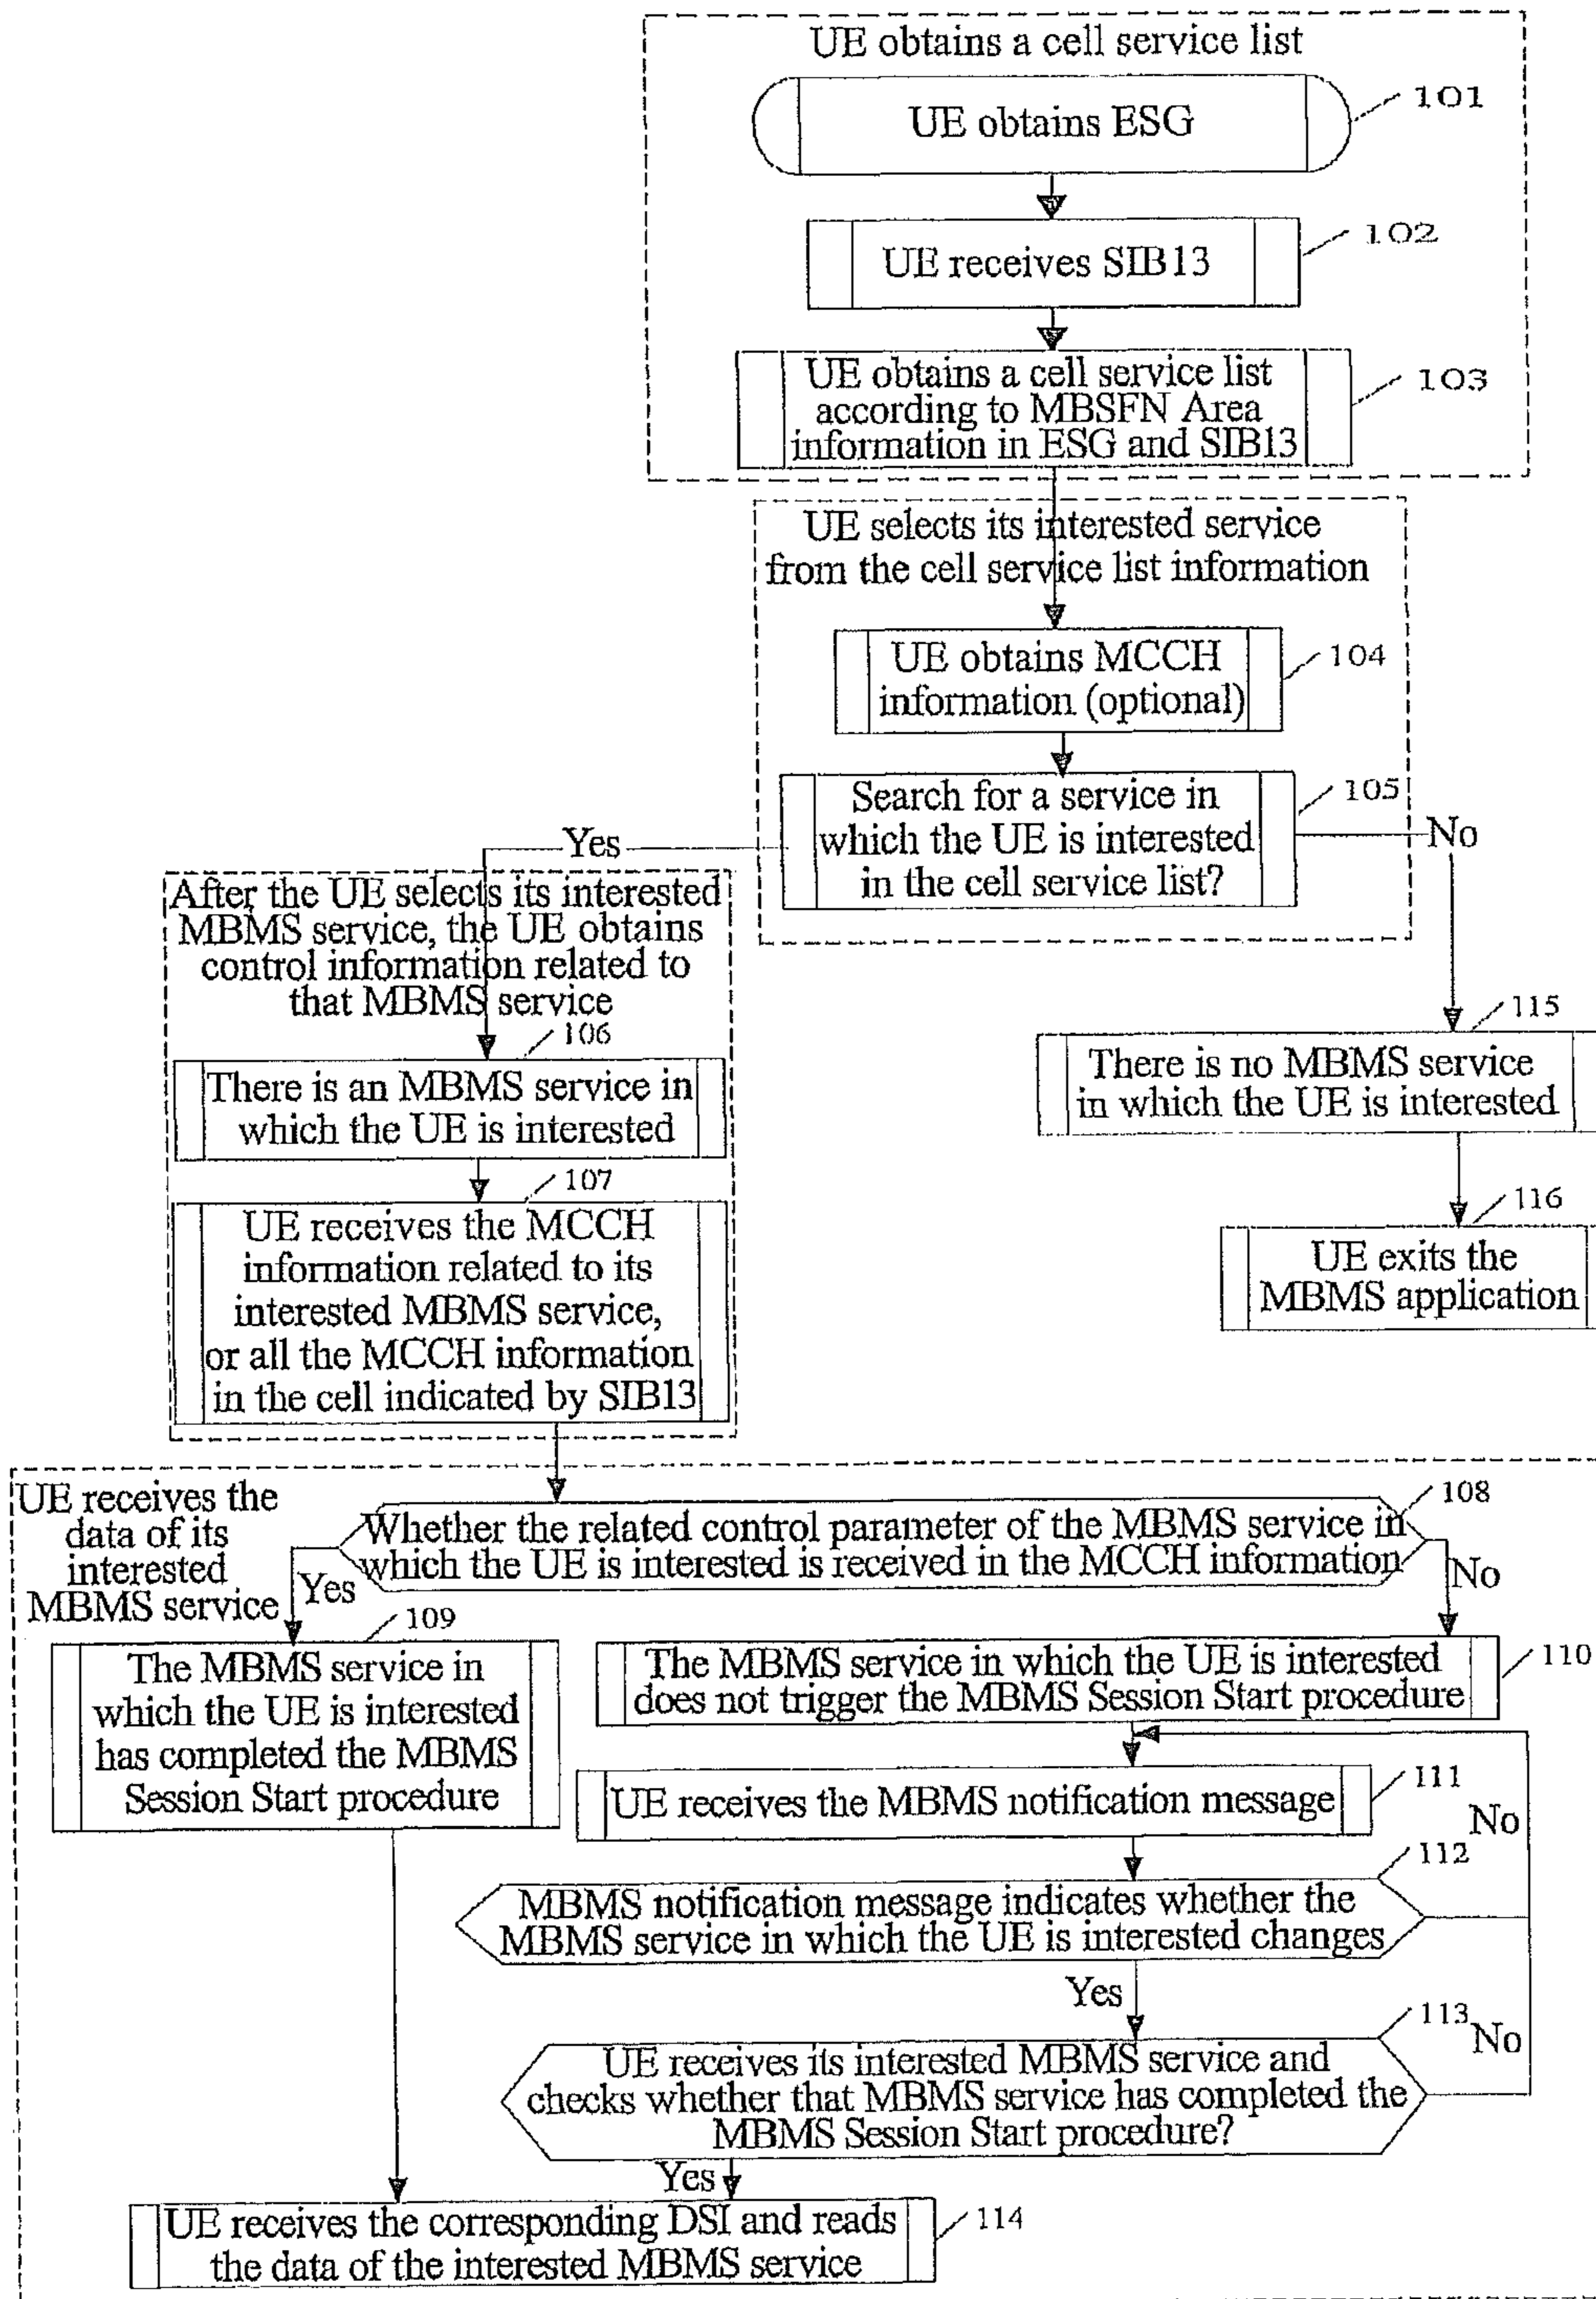 UE obtains a cell service list
UE obtains ESG
101
UE receives SIB13
102
UE obtains a cell service list
according to MBSFN Area
information in ESG and SIB13
103
UE selects its interested service
from the cell service list information
UE obtains MCCH
information (optional)
104
Search for a service in
which the UE is interested
in the cell service list?
105
Yes
No
After the UE selects its interested
MBMS service, the UE obtains
control information related to
that MBMS service
106
There is an MBMS service in
which the UE is interested
115
There is no MBMS service
in which the UE is interested
107
UE receives the MCCH
information related to its
interested MBMS service,
or all the MCCH information
in the cell indicated by SIB13
116
UE exits the
MBMS application
UE receives the
data of its
interested
MBMS service
108
Whether the related control parameter of the MBMS service in
which the UE is interested is received in the MCCH information
Yes
No
109
The MBMS service in
which the UE is interested
has completed the MBMS
Session Start procedure
The MBMS service in which the UE is interested
does not trigger the MBMS Session Start procedure
110
UE receives the MBMS notification message
111
No
112
MBMS notification message indicates whether the
MBMS service in which the UE is interested changes
Yes
113
No
UE receives its interested MBMS service and
checks whether that MBMS service has completed the
MBMS Session Start procedure?
Yes
UE receives the corresponding DSI and reads
the data of the interested MBMS service
114